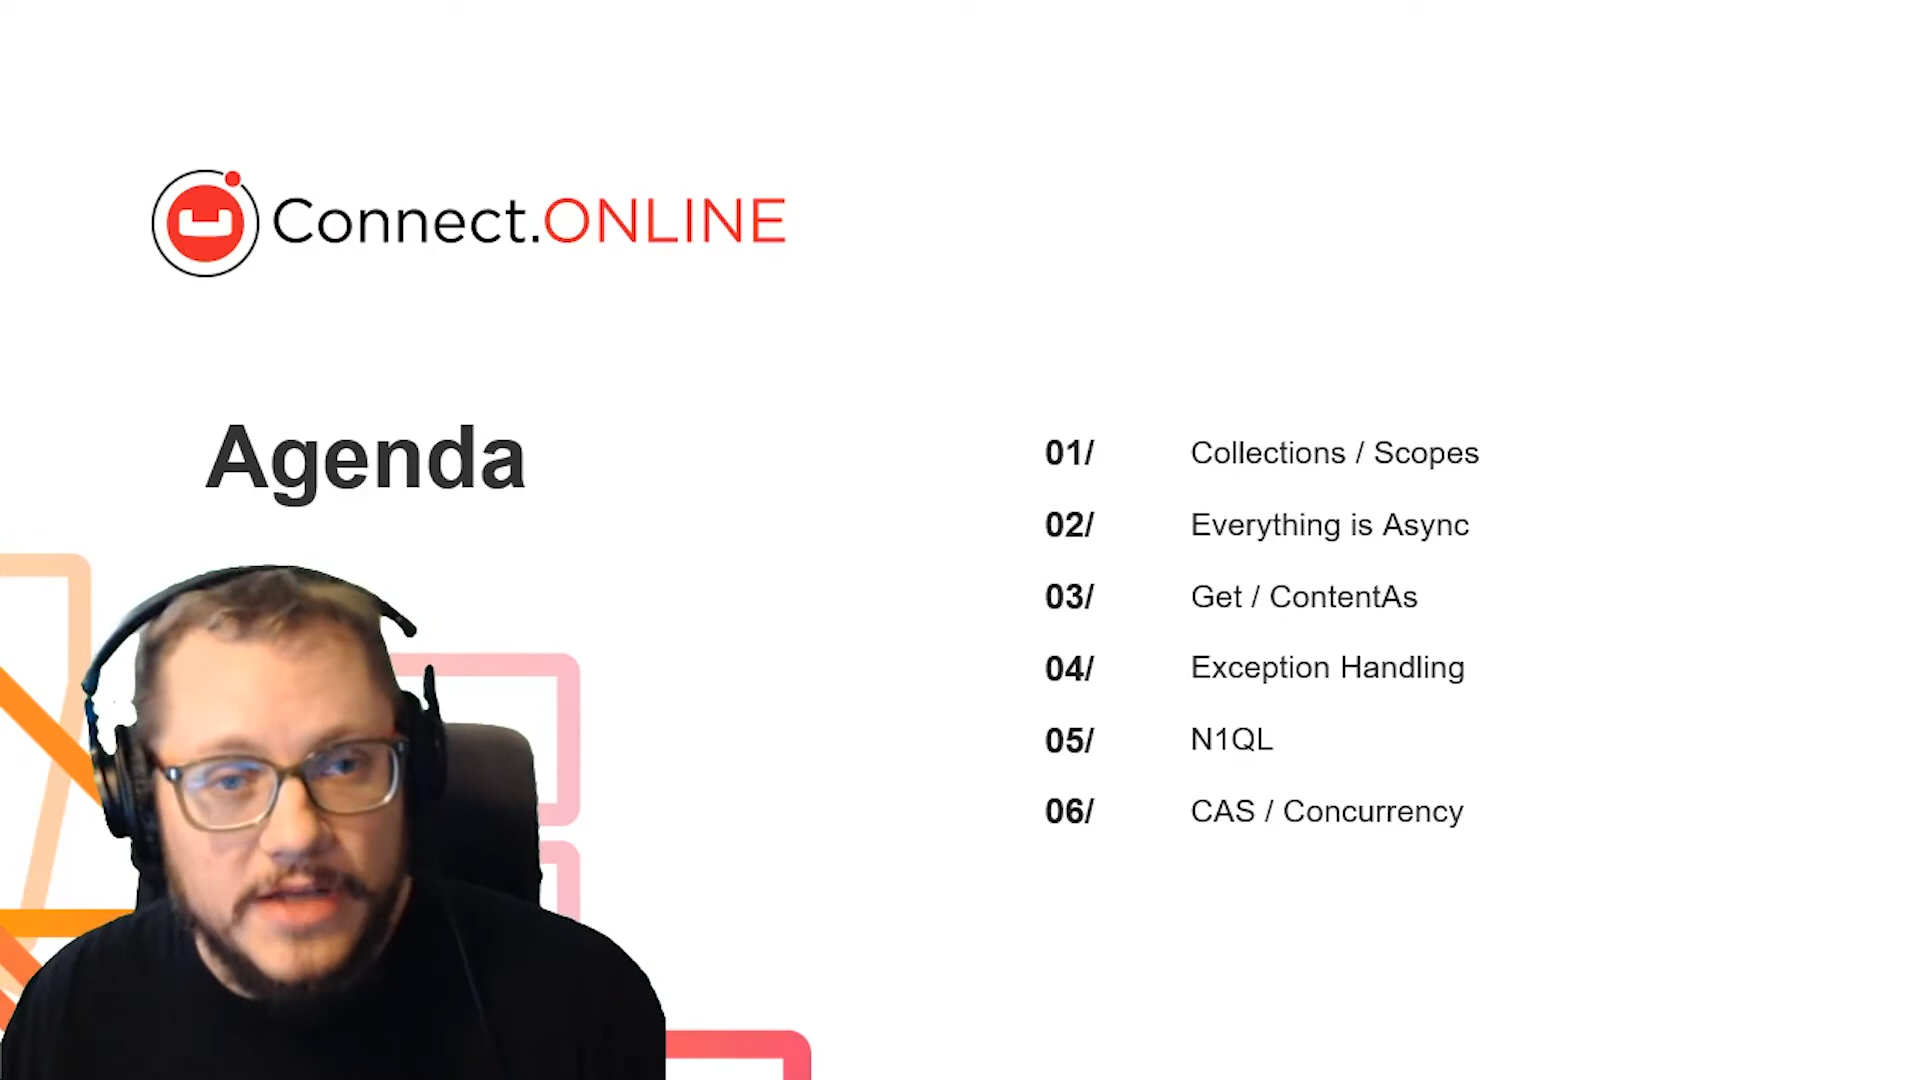 Connect.ONLINE
Agenda
01/ Collections / Scopes
02/ Everything is Async
03/ Get / ContentAs
04/ Exception Handling
05/ N1QL
06/ CAS / Concurrency